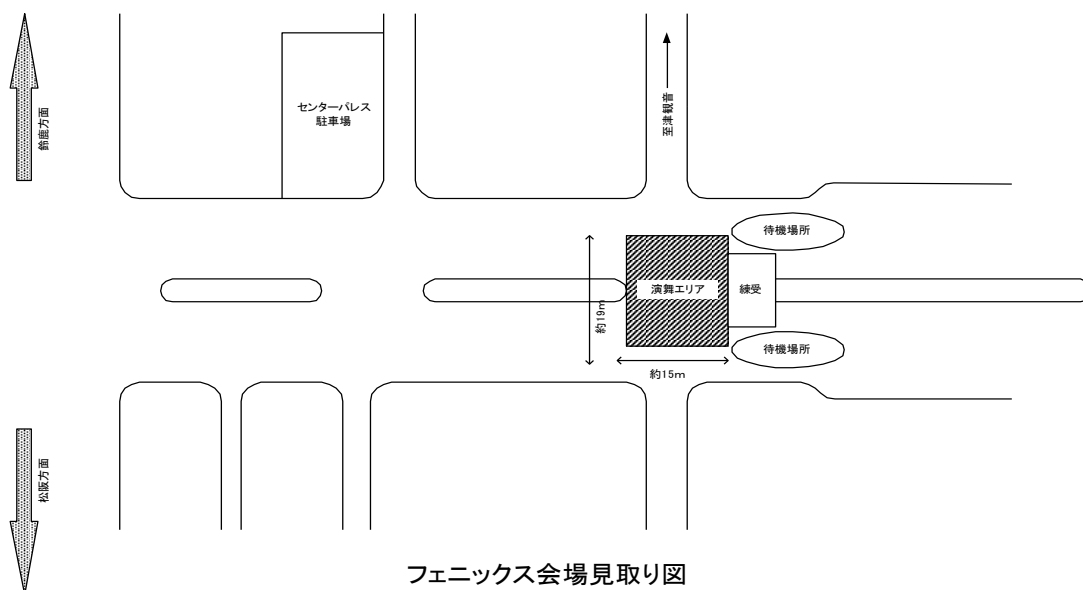 鈴鹿方面
センターパレス
駐車場
至津観音
待機場所
演舞エリア
練受
約19m
待機場所
約15m
松阪方面
フェニックス会場見取り図